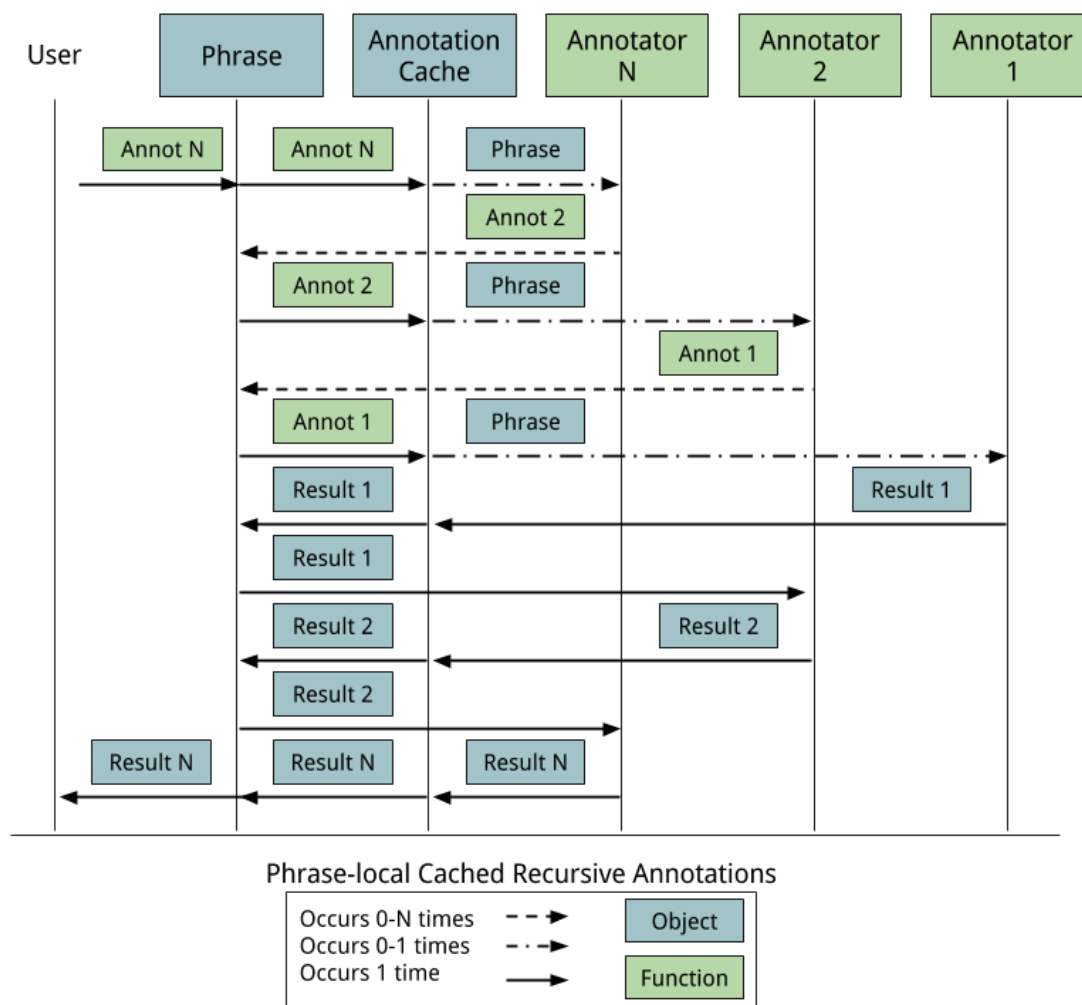 User
Phrase
Annotation
Cache
Annotator
N
Annotator
2
Annotator
1
Annot N
Annot N
Phrase
Annot 2
Annot 2
Phrase
Annot 1
Annot 1
Phrase
Result 1
Result 1
Result 1
Result 2
Result 2
Result 2
Result N
Result N
Result N
Phrase-local Cached Recursive Annotations
Occurs 0-N times
Object
Occurs 0-1 times
Occurs 1 time
Function